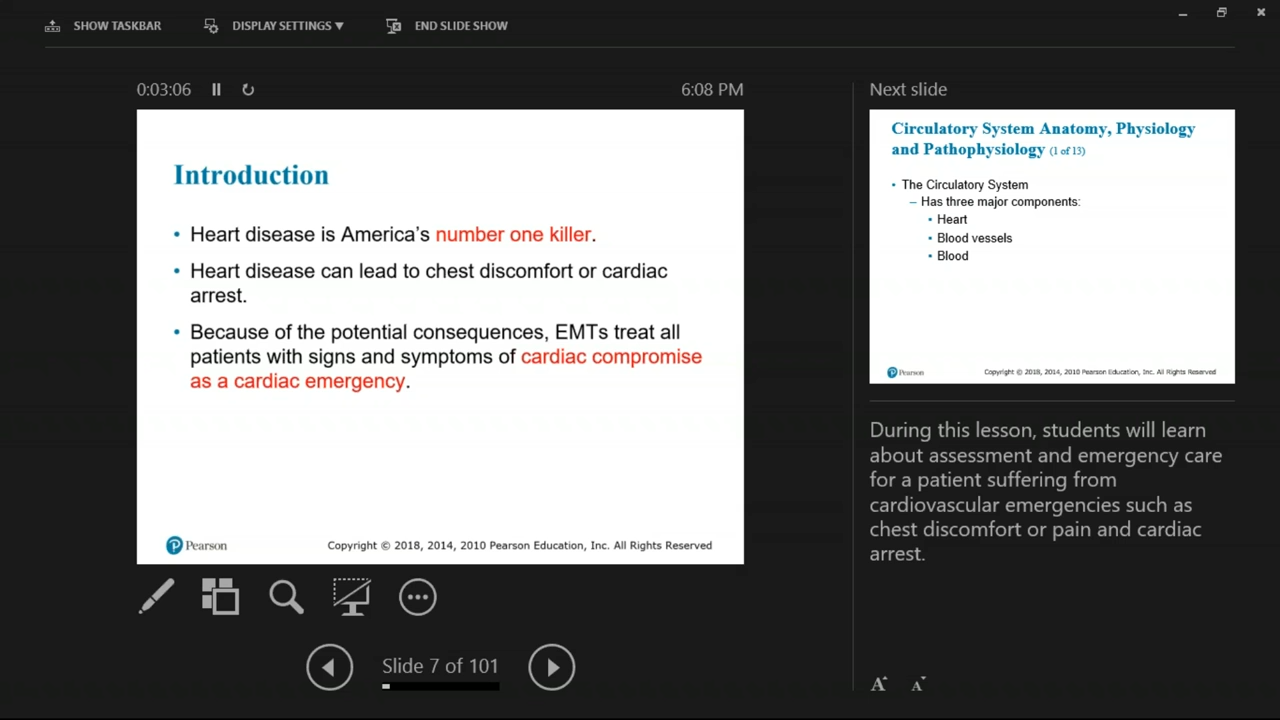 SHOW TASKBAR
DISPLAY SETTINGS ▼
END SLIDE SHOW
0:03:06
6:08 PM
Introduction
• Heart disease is America’s number one killer.
• Heart disease can lead to chest discomfort or cardiac
arrest.
• Because of the potential consequences, EMTs treat all
patients with signs and symptoms of cardiac compromise
as a cardiac emergency.
Pearson
Copyright © 2018, 2014, 2010 Pearson Education, Inc. All Rights Reserved
Slide 7 of 101
Next slide
Circulatory System Anatomy, Physiology
and Pathophysiology (1 of 13)
• The Circulatory System
– Has three major components:
▪ Heart
▪ Blood vessels
▪ Blood
Pearson
Copyright © 2018, 2014, 2010 Pearson Education, Inc. All Rights Reserved
During this lesson, students will learn
about assessment and emergency care
for a patient suffering from
cardiovascular emergencies such as
chest discomfort or pain and cardiac
arrest.
A A